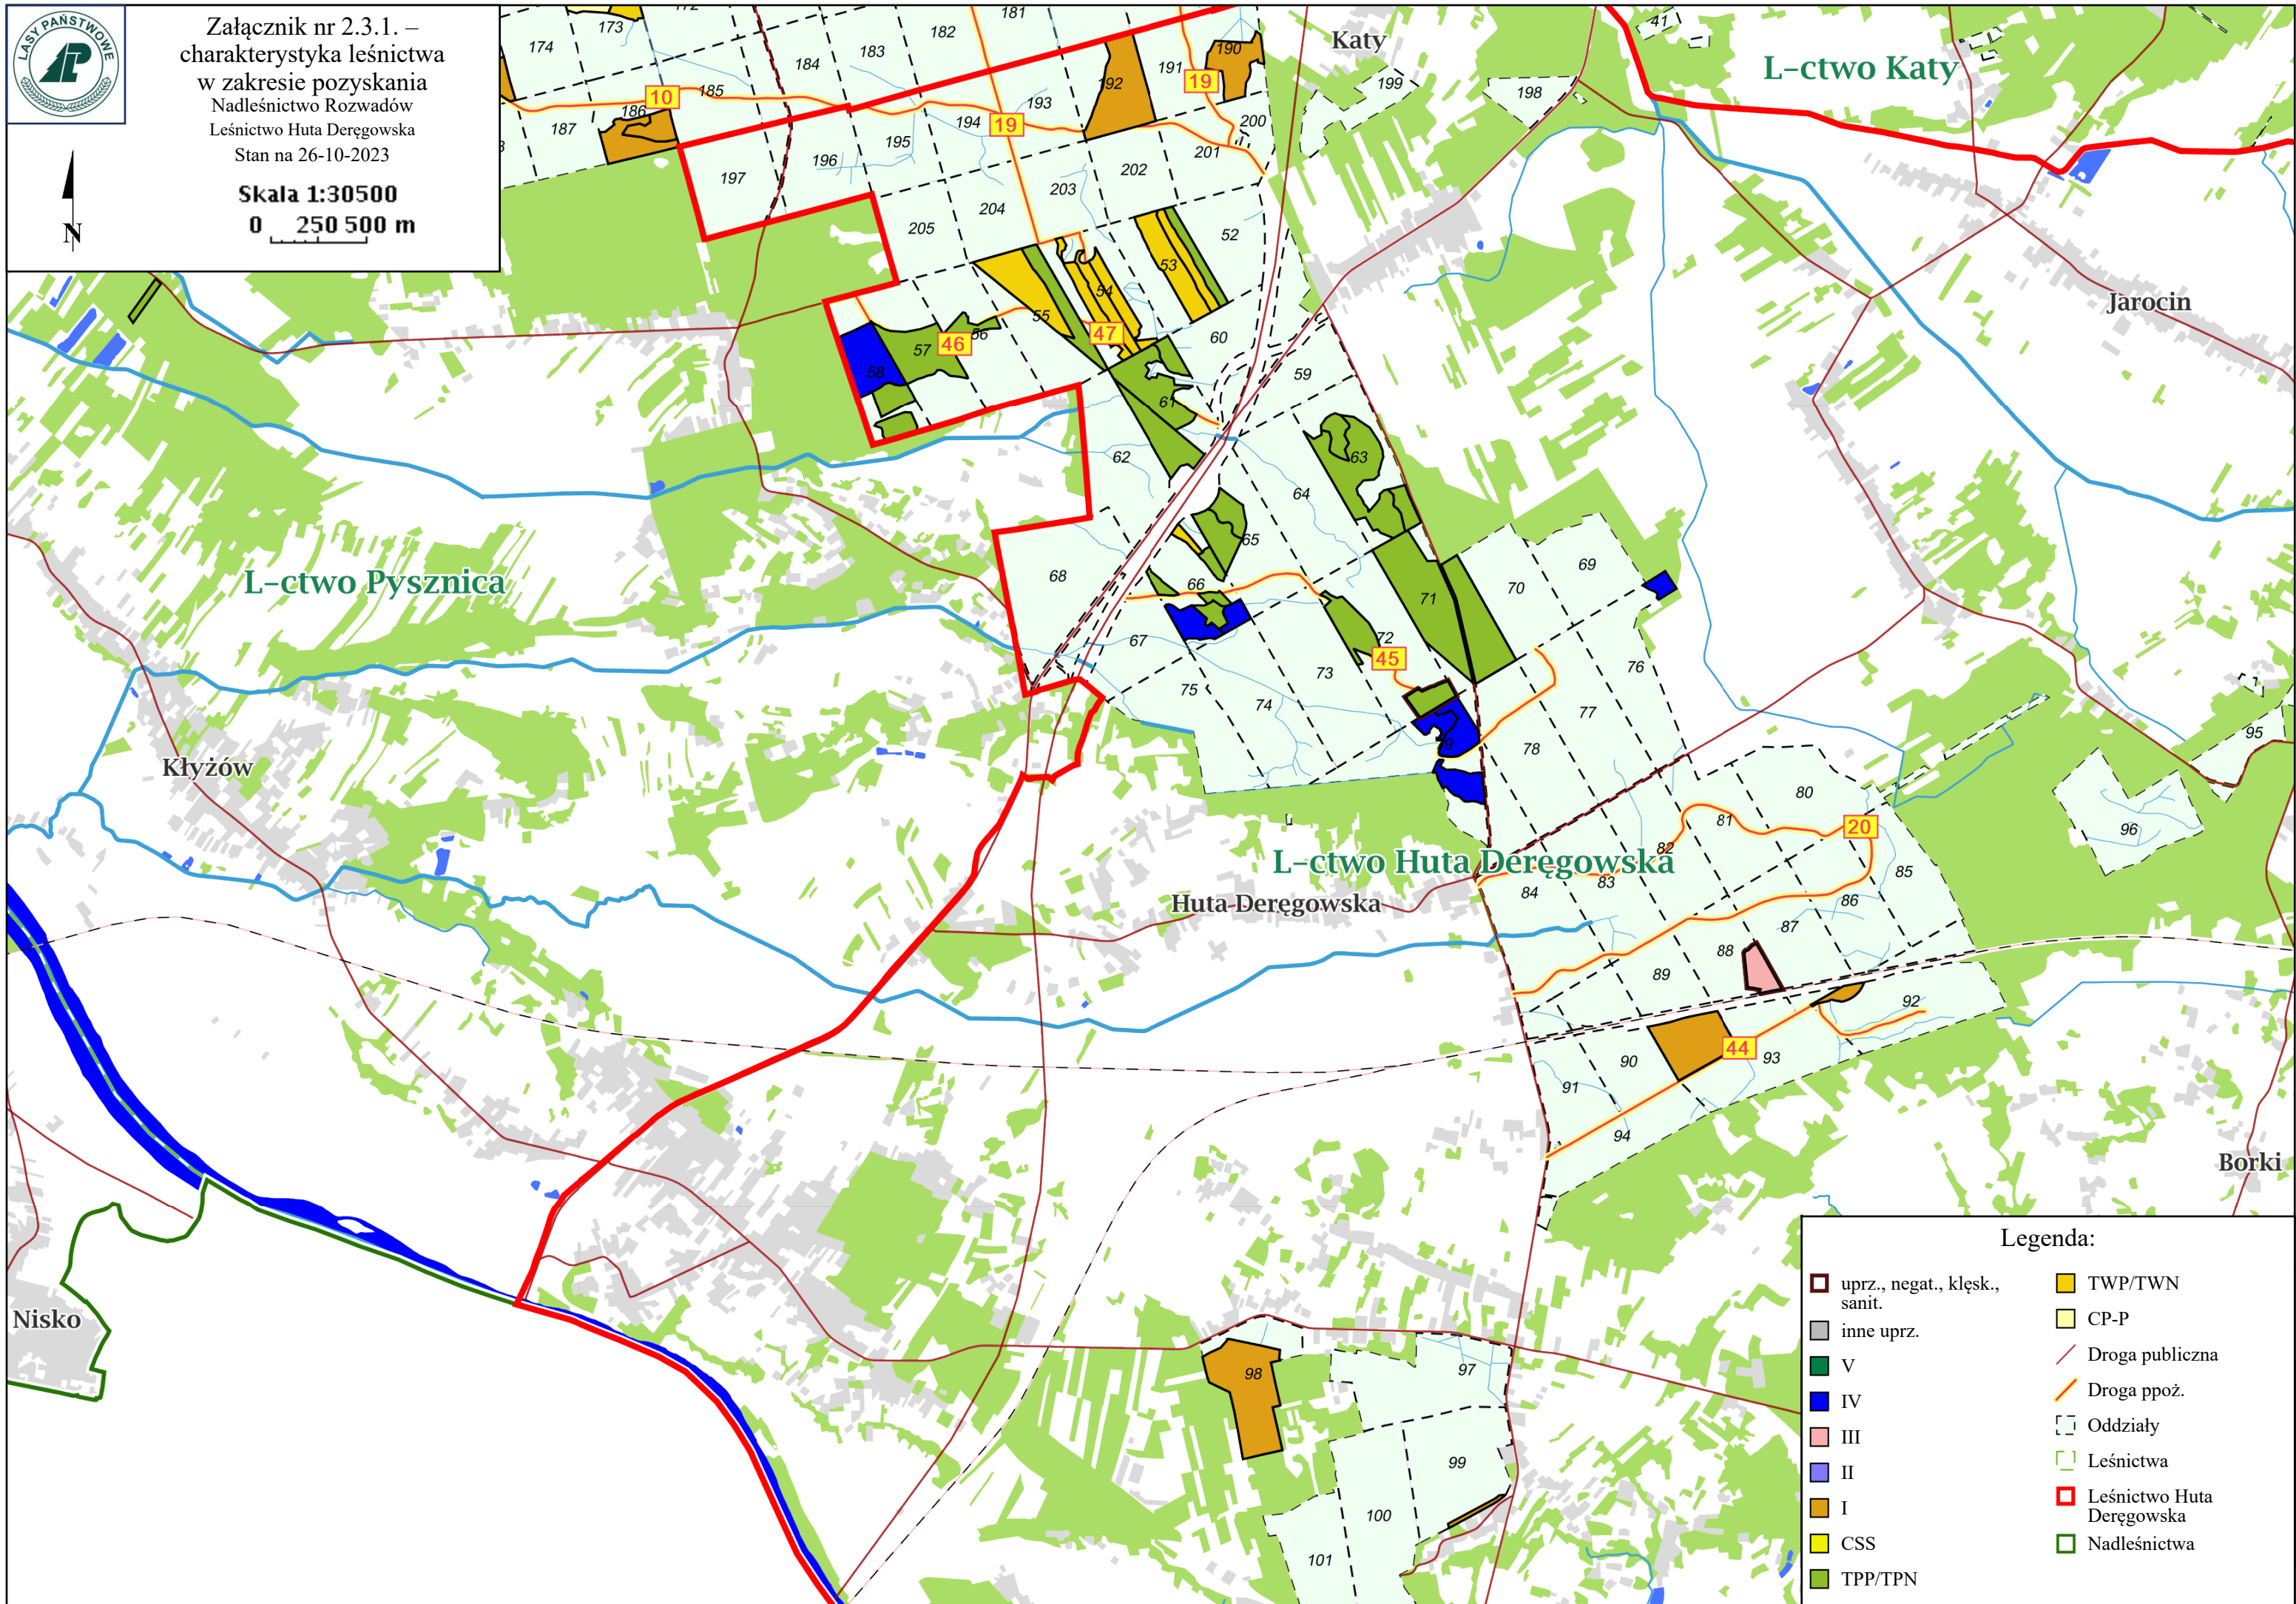 LASY PAŃSTWOWE
Załącznik nr 2.3.1. –
charakterystyka leśnictwa
w zakresie pozyskania
Nadleśnictwo Rozwadów
Leśnictwo Huta Deręgowska
Stan na 26-10-2023
Skala 1:30500
0 250 500 m
N
172
173
174
181
182
183
184
185
186
187
190
191
192
193
194
195
196
197
198
199
200
201
202
203
204
205
10
19
19
Katy
41
L-ctwo Katy
Jarocin
52
53
54
55
56
57
58
59
60
61
62
63
64
65
66
67
68
69
70
71
72
73
74
75
76
77
78
79
80
81
82
83
84
85
86
87
88
89
90
91
92
93
94
95
96
46
47
45
20
44
L-ctwo Pysznica
Kłyżów
L-ctwo Huta Deręgowska
Huta Deręgowska
Borki
Nisko
97
98
99
100
101
Legenda:
uprz., negat., klęsk.,
sanit.
inne uprz.
V
IV
III
II
I
CSS
TPP/TPN
TWP/TWN
CP-P
Droga publiczna
Droga ppoż.
Oddziały
Leśnictwa
Leśnictwo Huta
Deręgowska
Nadleśnictwa